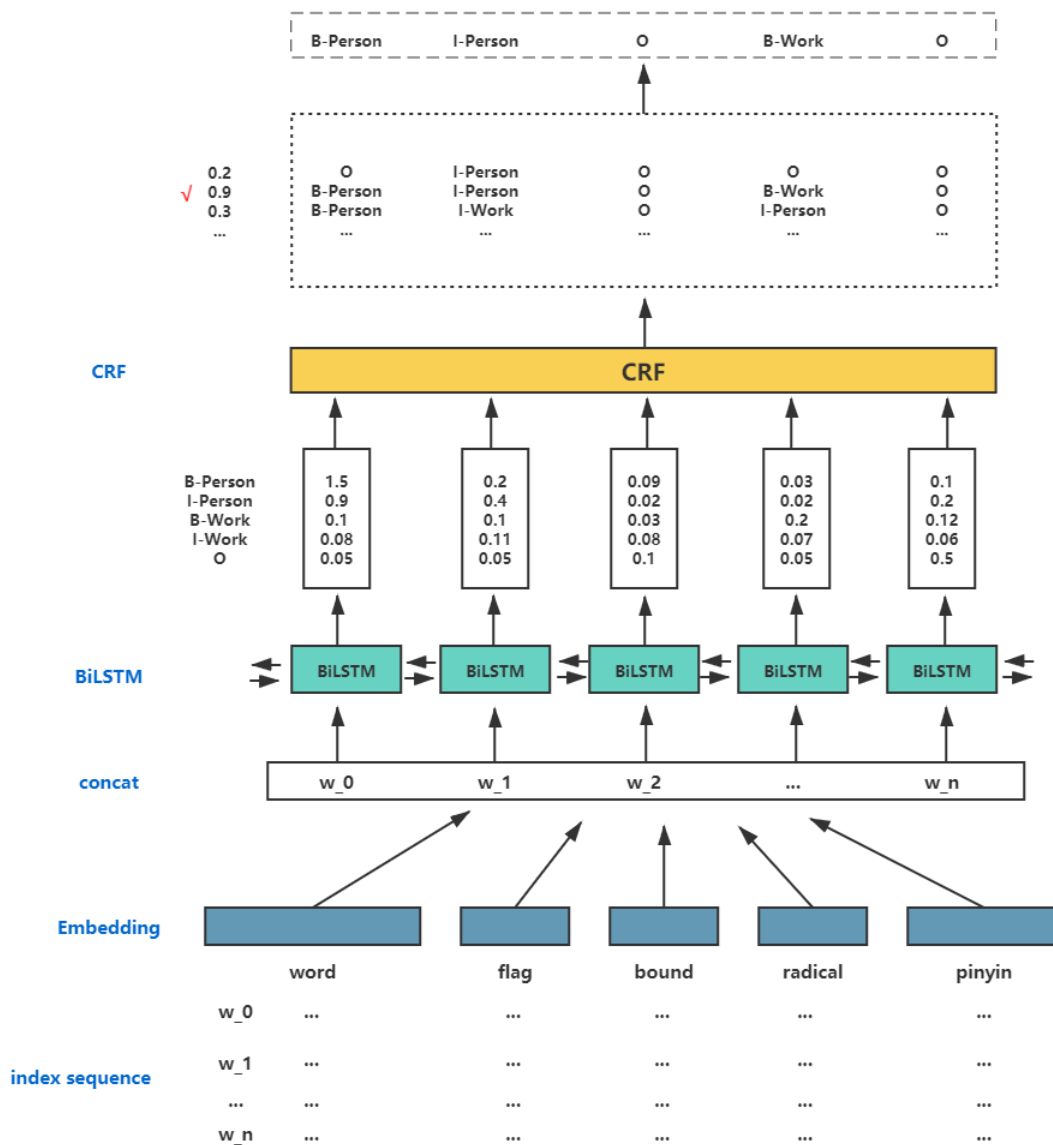 B-Person I-Person O B-Work O
0.2 O I-Person O O O
√ 0.9 B-Person I-Person O B-Work O
0.3 B-Person I-Work O I-Person O
... ... ... ... ... ...
CRF CRF
B-Person 1.5 0.2 0.09 0.03 0.1
I-Person 0.9 0.4 0.02 0.02 0.2
B-Work 0.1 0.1 0.03 0.2 0.12
I-Work 0.08 0.11 0.08 0.07 0.06
O 0.05 0.05 0.1 0.05 0.5
BiLSTM BiLSTM BiLSTM BiLSTM BiLSTM BiLSTM
concat w_0 w_1 w_2 ... w_n
Embedding
word flag bound radical pinyin
w_0 ... ... ... ... ...
w_1 ... ... ... ... ...
index sequence
... ... ... ... ... ...
w_n ... ... ... ... ...